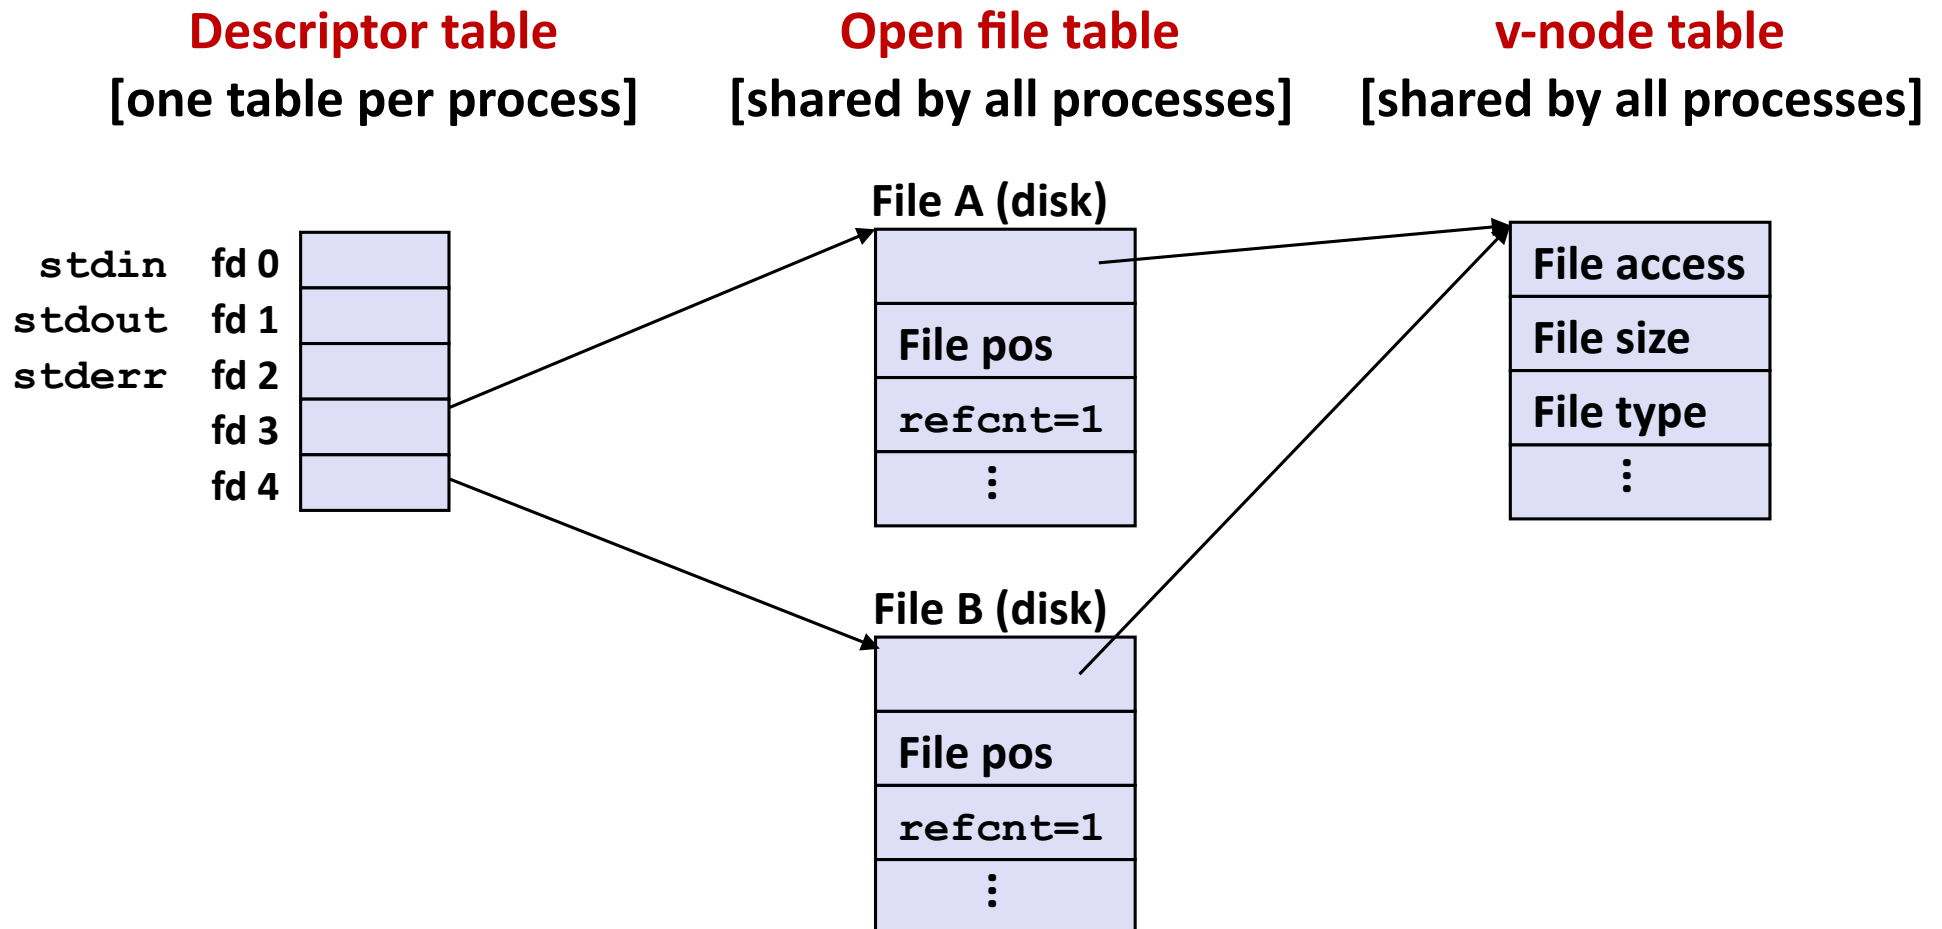 Descriptor table
[one table per process]
Open file table
[shared by all processes]
v-node table
[shared by all processes]
stdin fd 0
stdout fd 1
stderr fd 2
fd 3
fd 4
File A (disk)
File pos
refcnt=1
⋮
File B (disk)
File pos
refcnt=1
⋮
File access
File size
File type
⋮